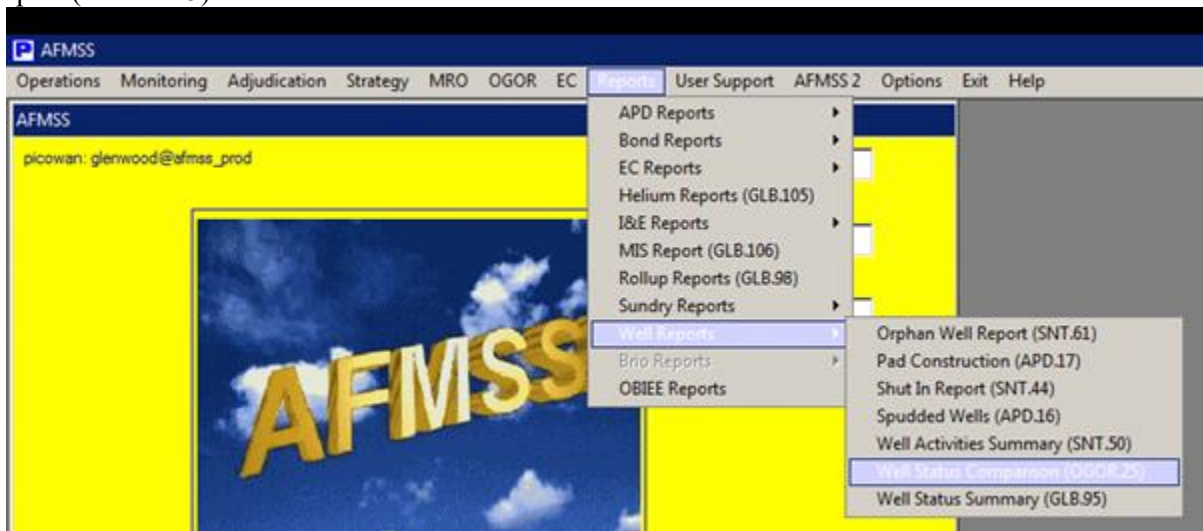 AFMSS
Operations Monitoring Adjudication Strategy MRO OGOR EC Reports User Support AFMSS 2 Options Exit Help
AFMSS
picowan: glenwood@afmss_prod
APD Reports
Bond Reports
EC Reports
Helium Reports (GLB.105)
I&E Reports
MIS Report (GLB.106)
Rollup Reports (GLB.98)
Sundry Reports
Well Reports
Brio Reports
OBIEE Reports
Orphan Well Report (SNT.61)
Pad Construction (APD.17)
Shut In Report (SNT.44)
Spudded Wells (APD.16)
Well Activities Summary (SNT.50)
Well Status Comparison (OGOR.25)
Well Status Summary (GLB.95)
AFMSS